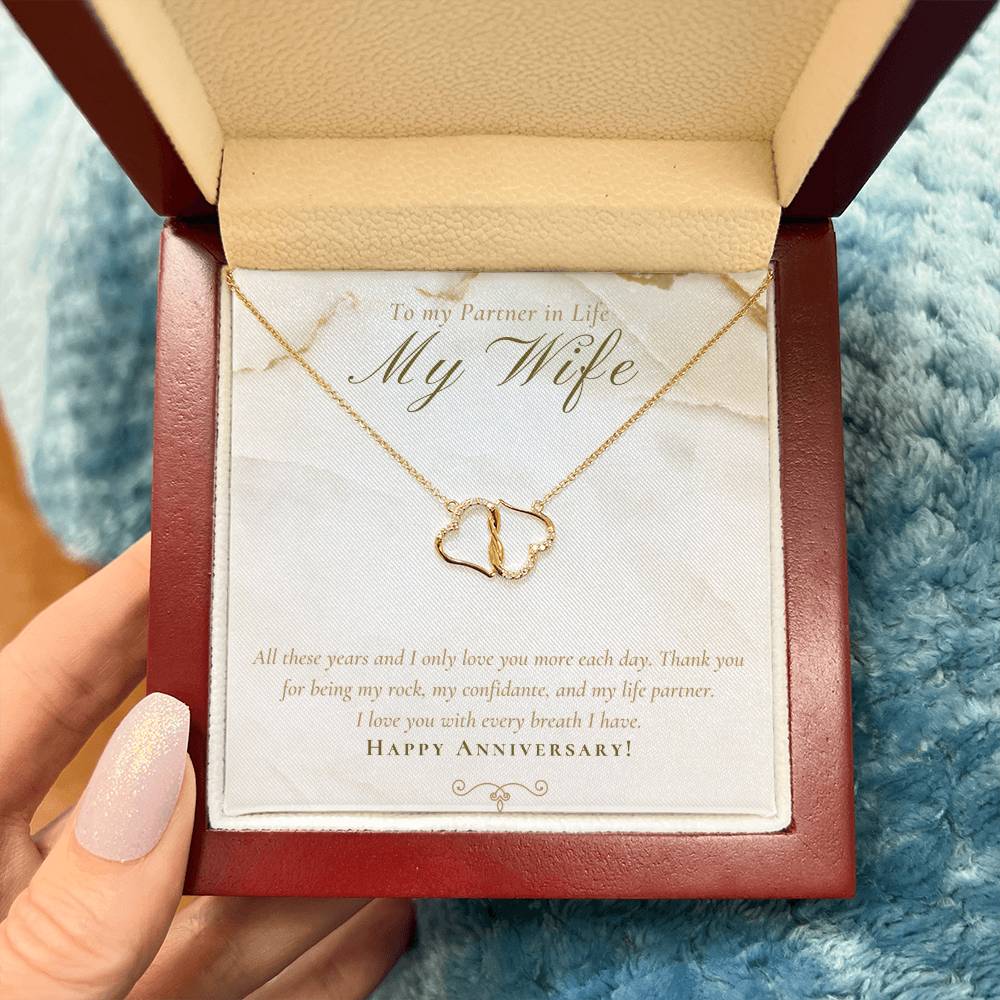 To my Partner in Life
My Wife
All these years and I only love you more each day. Thank you
for being my rock, my confidante, and my life partner.
I love you with every breath I have.
Happy Anniversary!